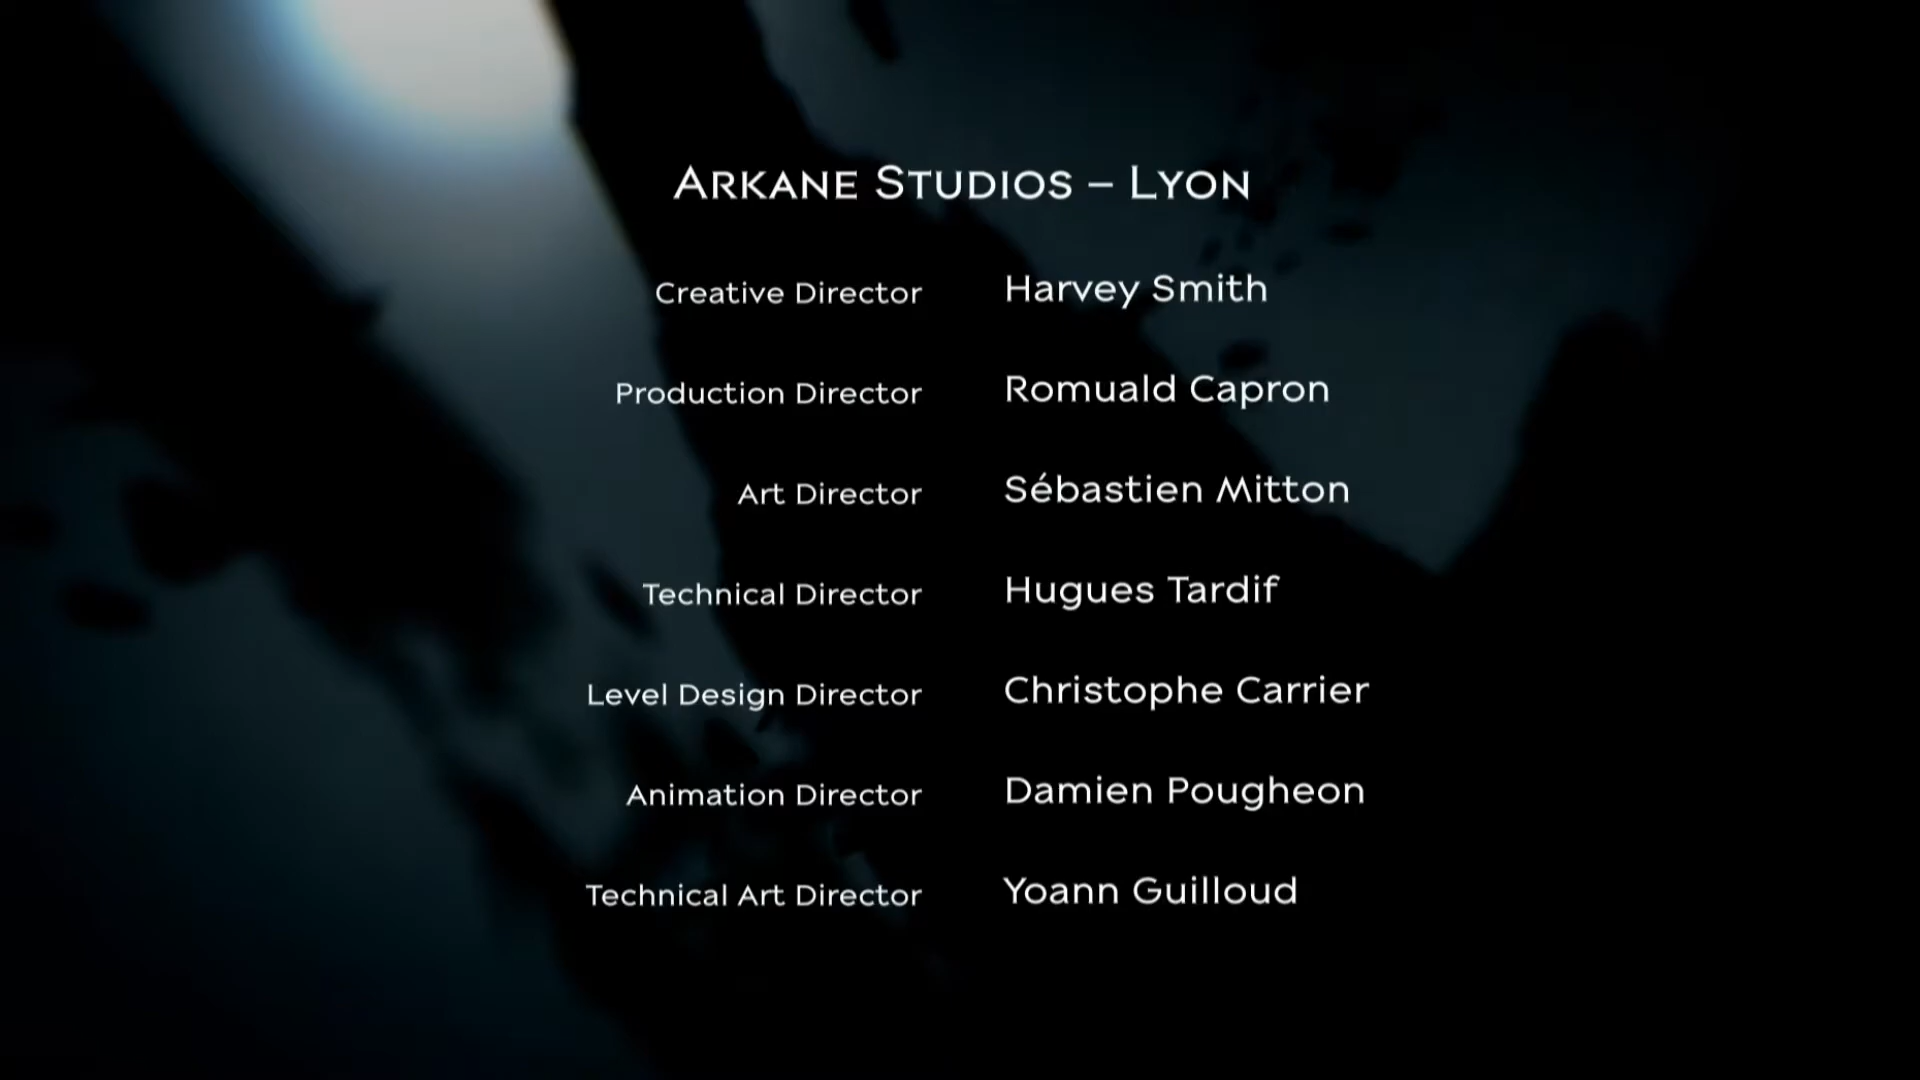 Arkane Studios – Lyon
Creative Director Harvey Smith
Production Director Romuald Capron
Art Director Sébastien Mitton
Technical Director Hugues Tardif
Level Design Director Christophe Carrier
Animation Director Damien Pougheon
Technical Art Director Yoann Guilloud